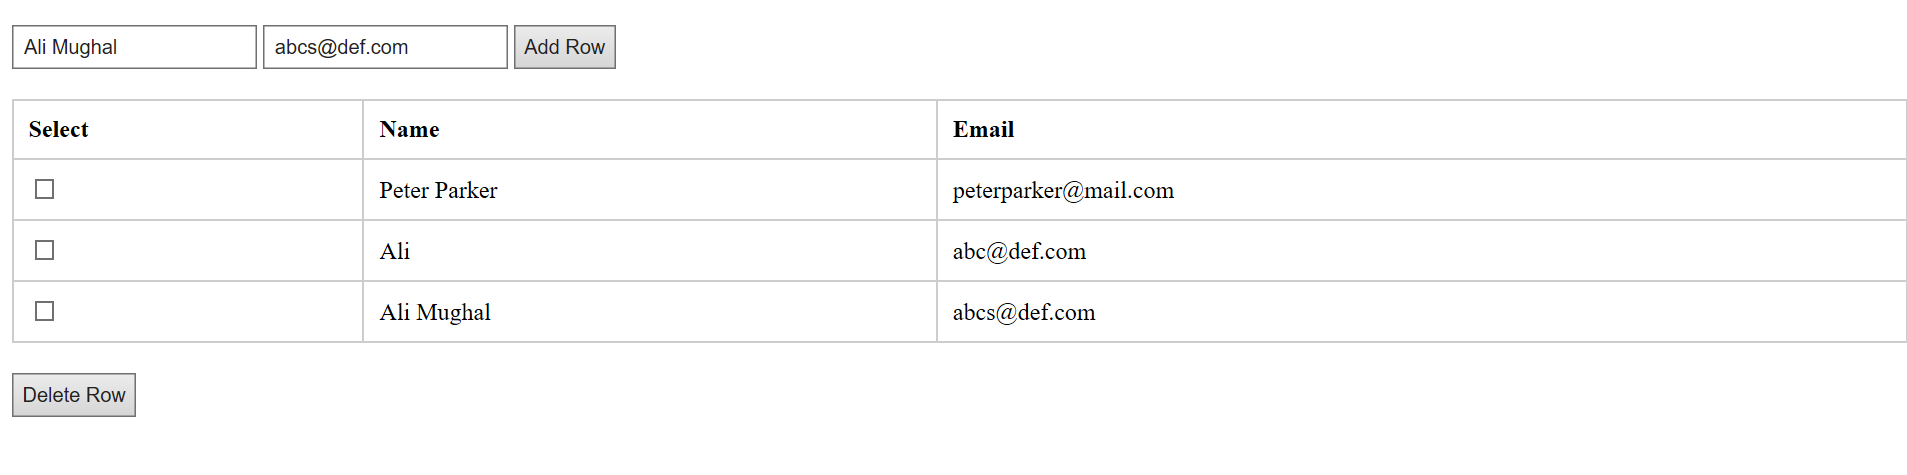 Ali Mughal abcs@def.com Add Row
Select Name Email
Peter Parker peterparker@mail.com
Ali abc@def.com
Ali Mughal abcs@def.com
Delete Row